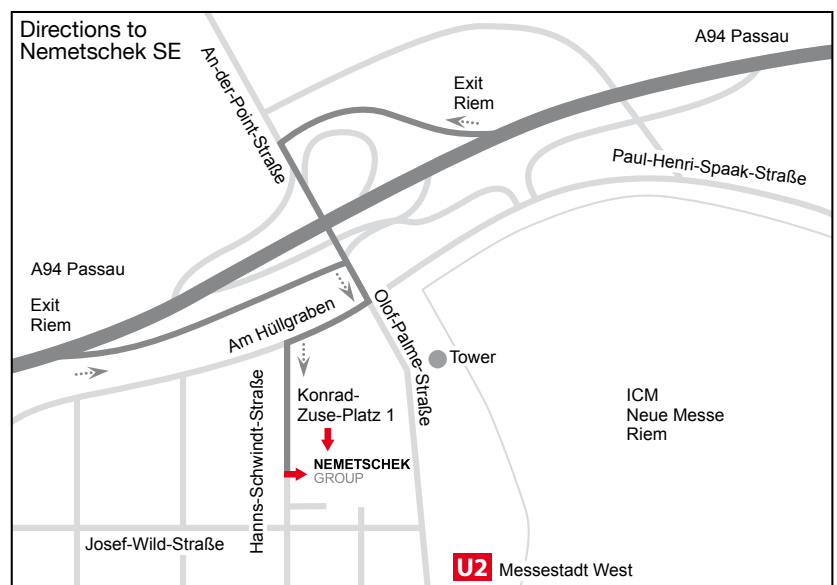 Directions to
Nemetschek SE
A94 Passau
An-der-Point-Straße
Exit
Riem
Paul-Henri-Spaak-Straße
A94 Passau
Exit
Riem
Am Hüllgraben
Olof-Palme-Straße
Tower
Hanns-Schwindt-Straße
Konrad-
Zuse-Platz 1
ICM
Neue Messe
Riem
NEMETSCHEK
GROUP
Josef-Wild-Straße
U2 Messestadt West